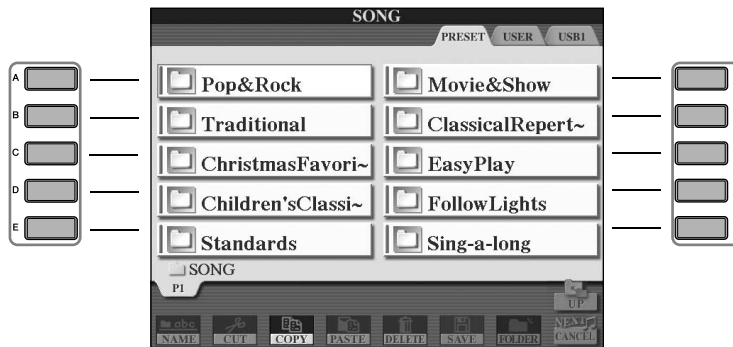 SONG
PRESET USER USB1
A Pop&Rock Movie&Show
B Traditional ClassicalRepert~
C ChristmasFavori~ EasyPlay
D Children'sClassi~ FollowLights
E Standards Sing-a-long
SONG
P1
UP
abc
NAME CUT COPY PASTE DELETE SAVE FOLDER NEXT
CANCEL